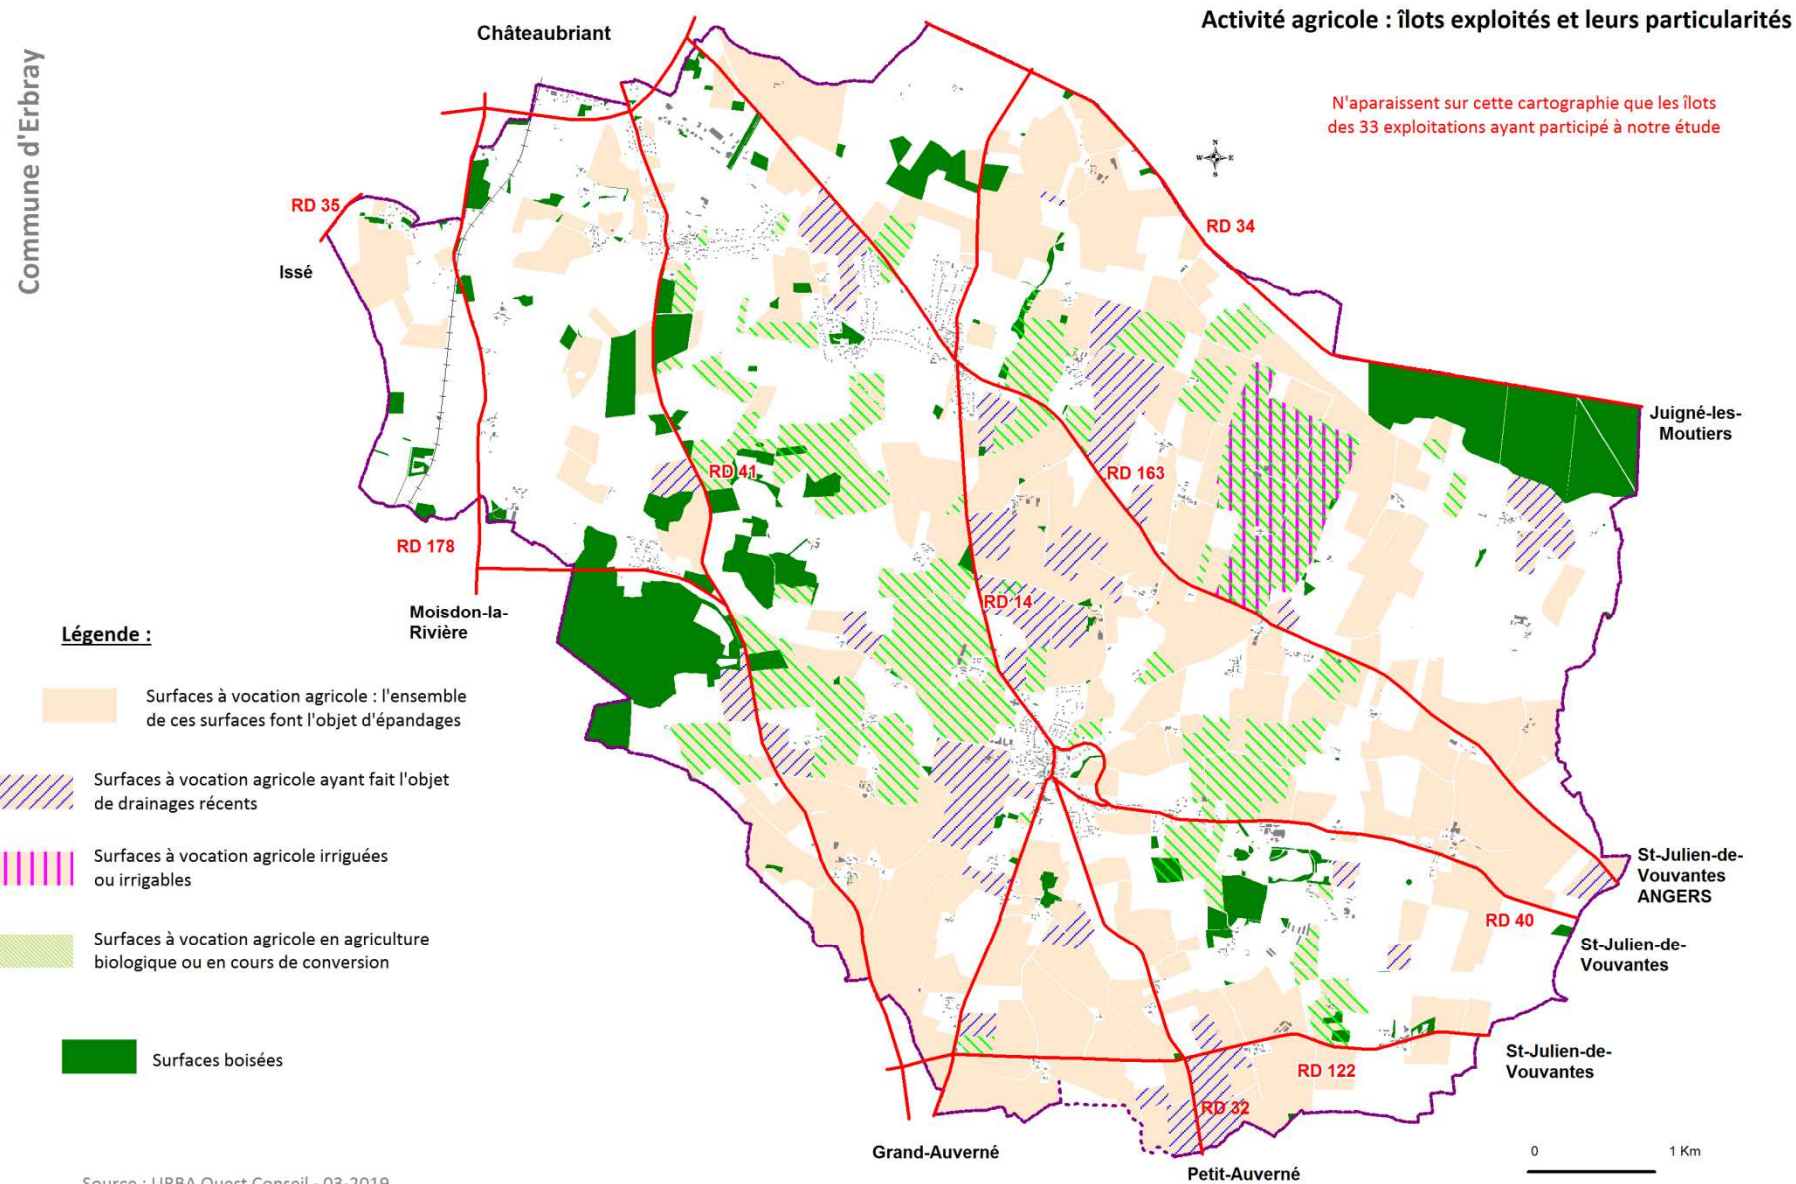 Activité agricole : îlots exploités et leurs particularités
Commune d'Erbray
Châteaubriant
N'aparaissent sur cette cartographie que les îlots
des 33 exploitations ayant participé à notre étude
N
W E
S
RD 35
RD 34
Issé
Juigné-les-
Moutiers
RD 41
RD 163
RD 178
RD 14
Moisdon-la-
Rivière
Légende :
Surfaces à vocation agricole : l'ensemble
de ces surfaces font l'objet d'épandages
Surfaces à vocation agricole ayant fait l'objet
de drainages récents
Surfaces à vocation agricole irriguées
ou irrigables
Surfaces à vocation agricole en agriculture
biologique ou en cours de conversion
Surfaces boisées
St-Julien-de-
Vouvantes
ANGERS
RD 40
St-Julien-de-
Vouvantes
St-Julien-de-
Vouvantes
RD 122
RD 32
Grand-Auverné
Petit-Auverné
0 1 Km
Source : URBA Ouest Conseil - 03-2019